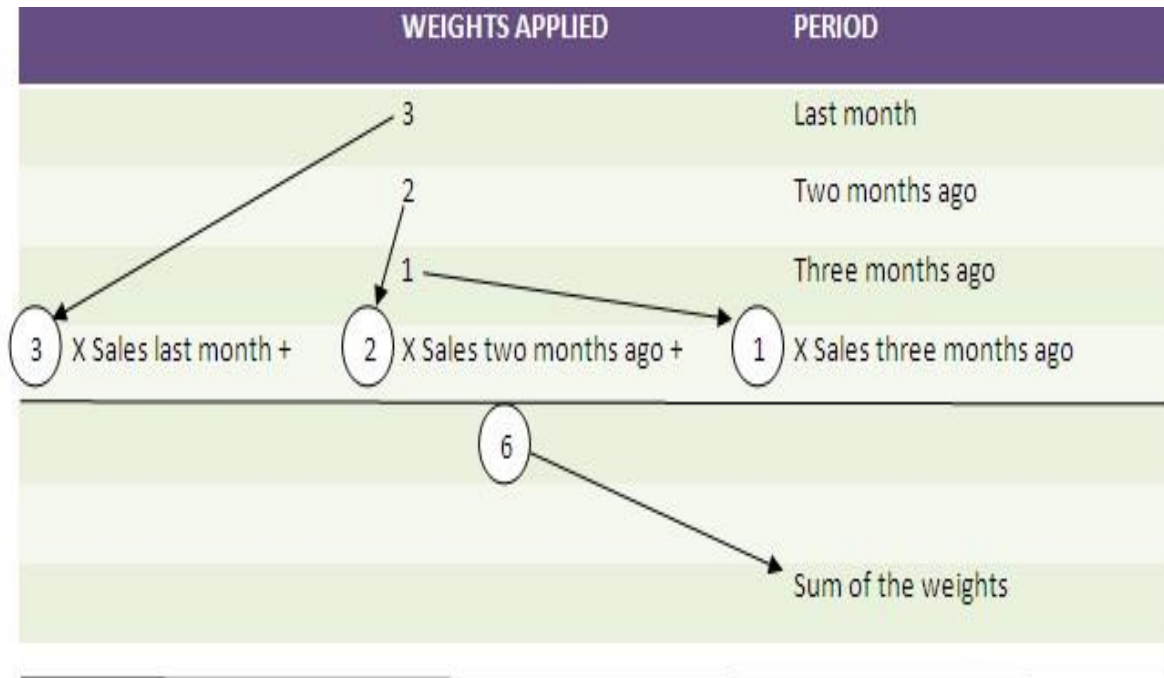 WEIGHTS APPLIED PERIOD
3 Last month
2 Two months ago
1 Three months ago
3 X Sales last month + 2 X Sales two months ago + 1 X Sales three months ago
6
Sum of the weights